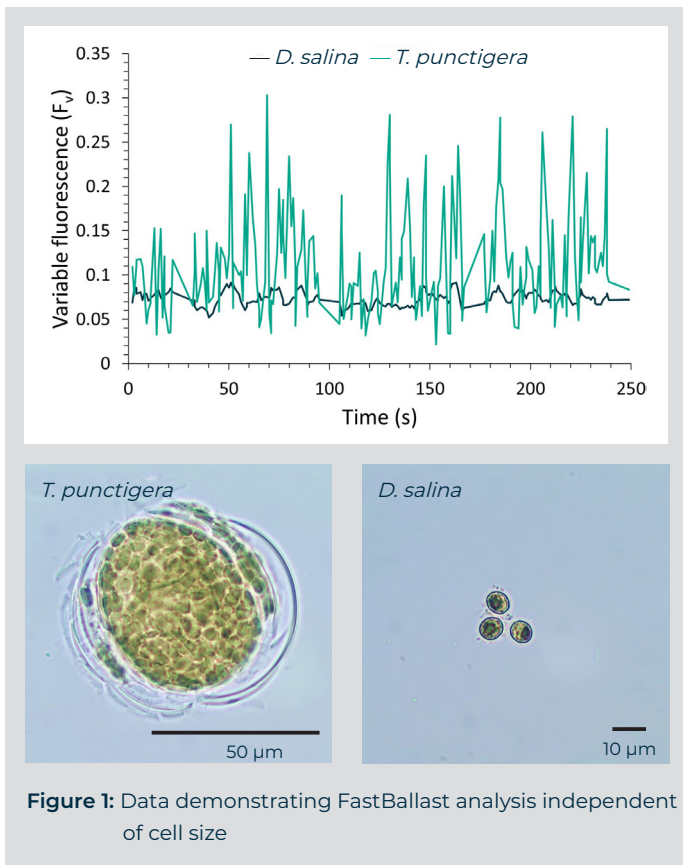 0.35
0.3
0.25
0.2
0.15
0.1
0.05
0
Variable fluorescence (Fv)
D. salina
T. punctigera
0
50
100
150
200
250
Time (s)
T. punctigera
50 µm
D. salina
10 µm
Figure 1: Data demonstrating FastBallast analysis independent
of cell size